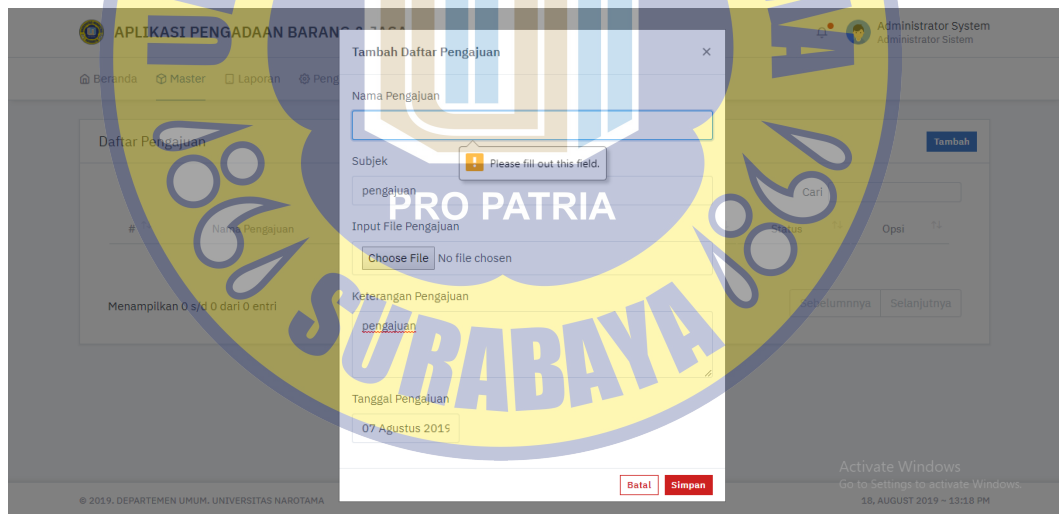 APLIKASI PENGADAAN BARANG & JASA
Administrator System
Administrator Sistem
Beranda Master Laporan Peng
Daftar Pengajuan
Tambah
Cari
# Nama Pengajuan Status Opsi
Menampilkan 0 s/d 0 dari 0 entri
Sebelumnnya Selanjutnya
Tambah Daftar Pengajuan ×
Nama Pengajuan
Please fill out this field.
Subjek
pengajuan
Input File Pengajuan
Choose File No file chosen
Keterangan Pengajuan
pengajuan
Tanggal Pengajuan
07 Agustus 2019
Batal Simpan
PRO PATRIA
SURABAYA
Activate Windows
Go to Settings to activate Windows.
© 2019. DEPARTEMEN UMUM. UNIVERSITAS NAROTAMA
18, AUGUST 2019 ~ 13:18 PM